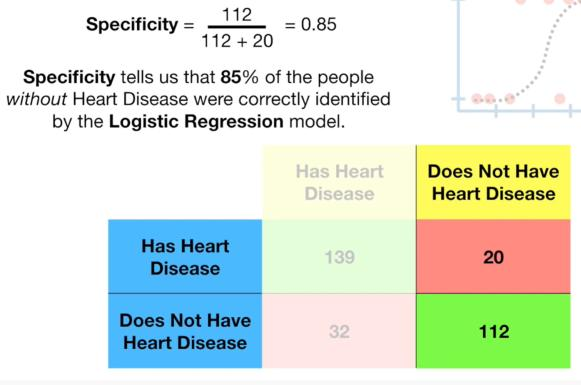 Specificity = 112 / 112 + 20 = 0.85
Specificity tells us that 85% of the people
without Heart Disease were correctly identified
by the Logistic Regression model.
Has Heart Does Not Have
Disease Heart Disease
Has Heart
Disease 139 20
Does Not Have
Heart Disease 32 112